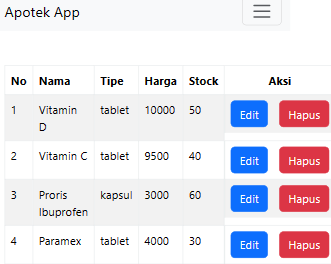 Apotek App
No Nama Tipe Harga Stock Aksi
1 Vitamin D tablet 10000 50 Edit Hapus
2 Vitamin C tablet 9500 40 Edit Hapus
3 Proris Ibuprofen kapsul 3000 60 Edit Hapus
4 Paramex tablet 4000 30 Edit Hapus